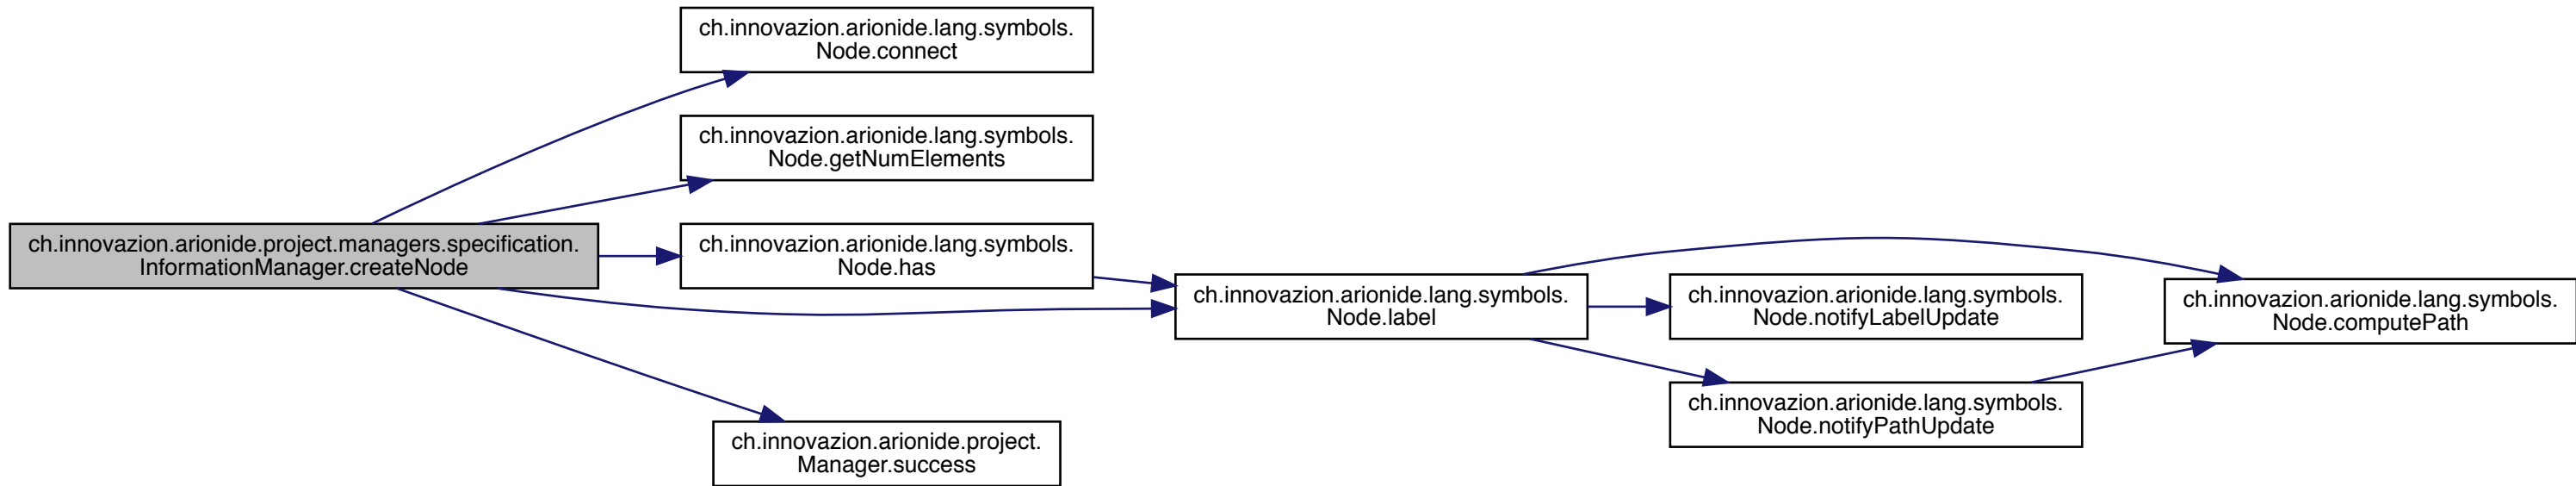 ch.innovazion.arionide.project.managers.specification.
InformationManager.createNode
ch.innovazion.arionide.lang.symbols.
Node.connect
ch.innovazion.arionide.lang.symbols.
Node.getNumElements
ch.innovazion.arionide.lang.symbols.
Node.has
ch.innovazion.arionide.lang.symbols.
Node.label
ch.innovazion.arionide.project.
Manager.success
ch.innovazion.arionide.lang.symbols.
Node.notifyLabelUpdate
ch.innovazion.arionide.lang.symbols.
Node.notifyPathUpdate
ch.innovazion.arionide.lang.symbols.
Node.computePath